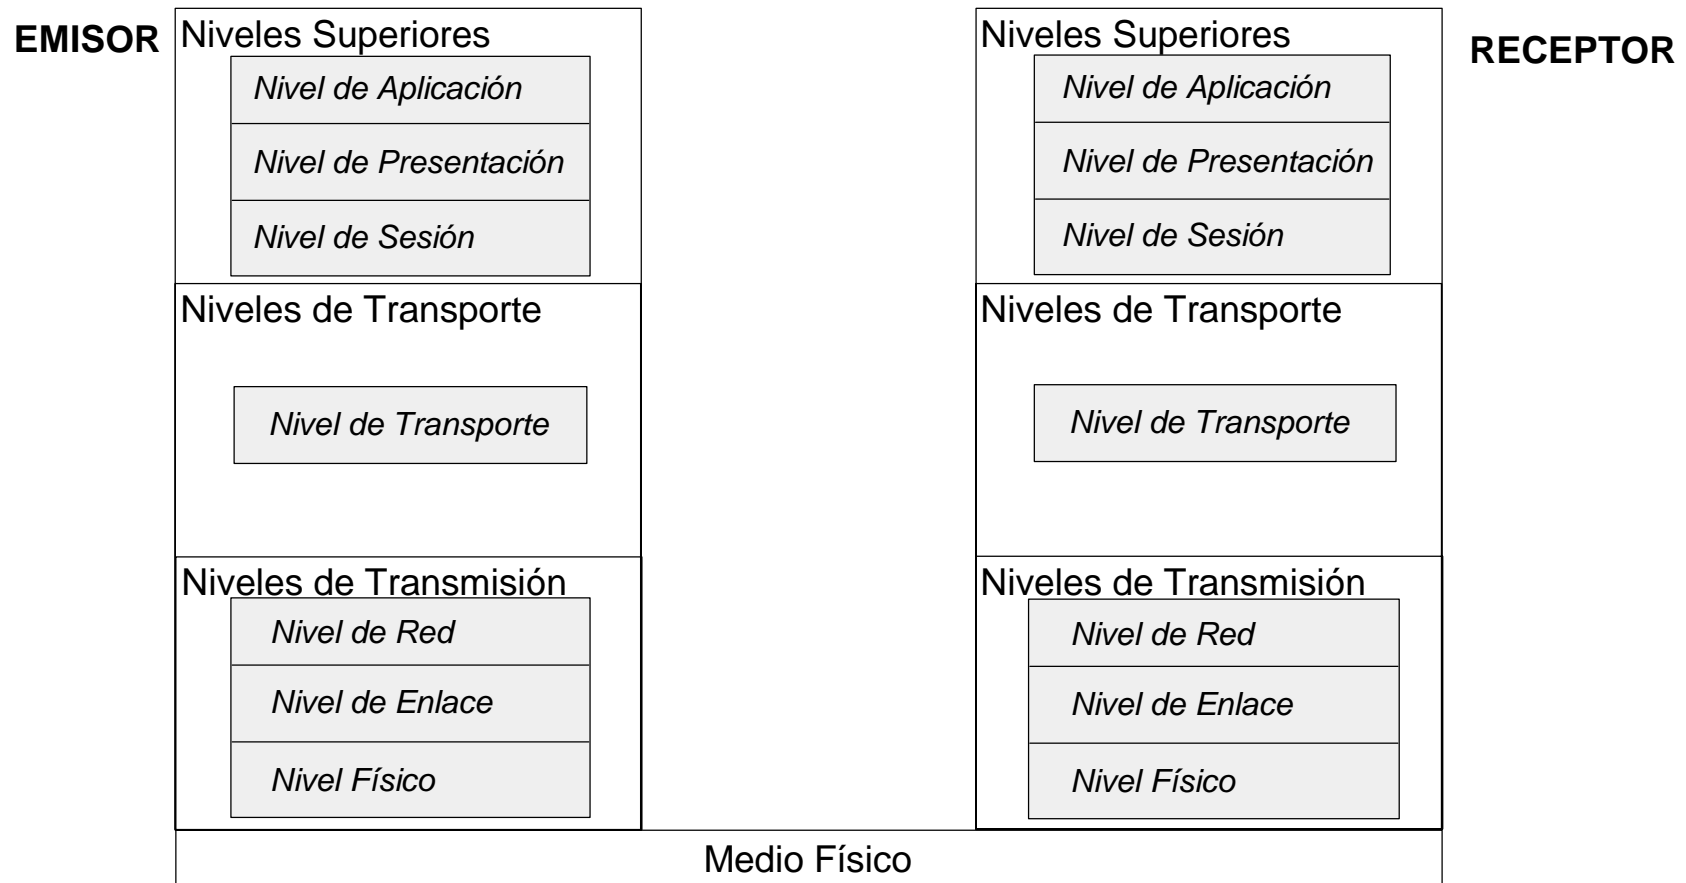 EMISOR
Niveles Superiores
Nivel de Aplicación
Nivel de Presentación
Nivel de Sesión
Niveles de Transporte
Nivel de Transporte
Niveles de Transmisión
Nivel de Red
Nivel de Enlace
Nivel Físico
RECEPTOR
Niveles Superiores
Nivel de Aplicación
Nivel de Presentación
Nivel de Sesión
Niveles de Transporte
Nivel de Transporte
Niveles de Transmisión
Nivel de Red
Nivel de Enlace
Nivel Físico
Medio Físico